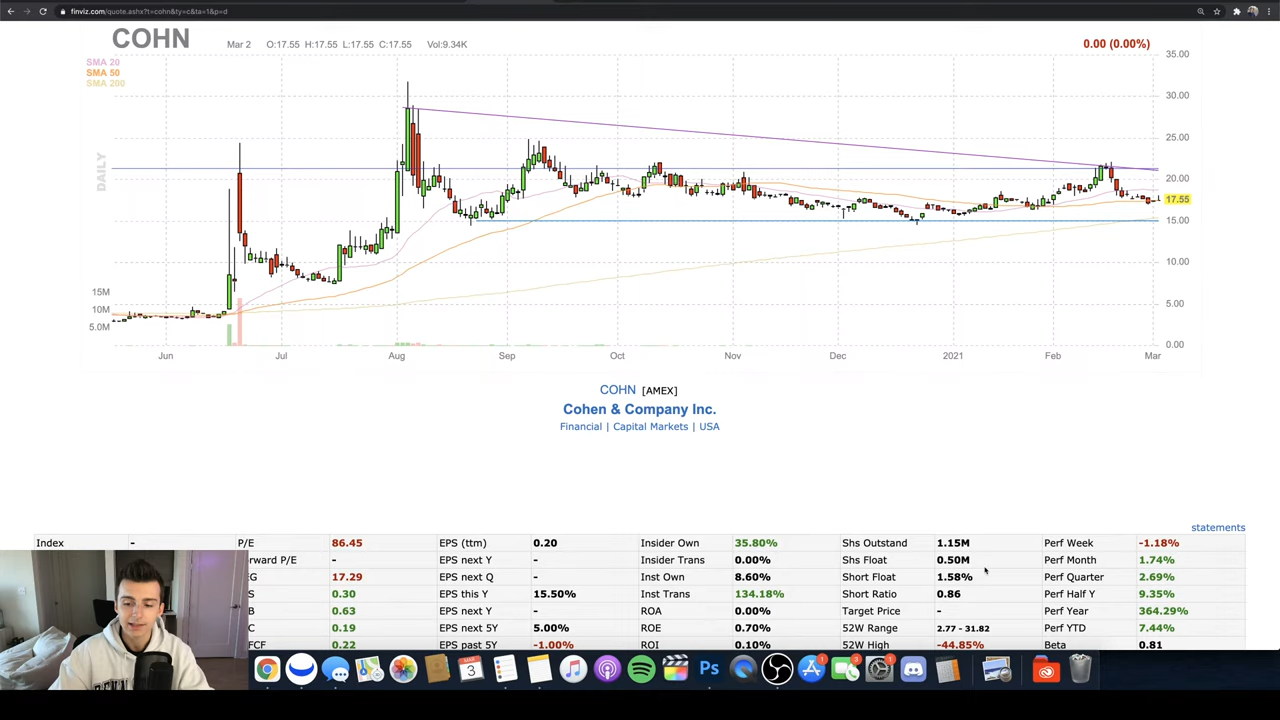 finviz.com/quote.ashx?t=cohn&ty=c&ta=1&p=d
COHN Mar 2 O:17.55 H:17.55 L:17.55 C:17.55 Vol:9.34K 0.00 (0.00%)
SMA 20
SMA 50
SMA 200
DAILY
35.00
30.00
25.00
20.00
17.55
15.00
10.00
5.00
0.00
15M
10M
5.0M
Jun Jul Aug Sep Oct Nov Dec 2021 Feb Mar
COHN [AMEX]
Cohen & Company Inc.
Financial | Capital Markets | USA
statements
Index - P/E 86.45 EPS (ttm) 0.20 Insider Own 35.80% Shs Outstand 1.15M Perf Week -1.18%
orward P/E - EPS next Y - Insider Trans 0.00% Shs Float 0.50M Perf Month 1.74%
G 17.29 EPS next Q - Inst Own 8.60% Short Float 1.58% Perf Quarter 2.69%
S 0.30 EPS this Y 15.50% Inst Trans 134.18% Short Ratio 0.86 Perf Half Y 9.35%
B 0.63 EPS next Y - ROA 0.00% Target Price - Perf Year 364.29%
C 0.19 EPS next 5Y 5.00% ROE 0.70% 52W Range 2.77 - 31.82 Perf YTD 7.44%
FCF 0.22 EPS past 5Y -1.00% ROI 0.10% 52W High -44.85% Beta 0.81
MAR
3
Ps
1
3